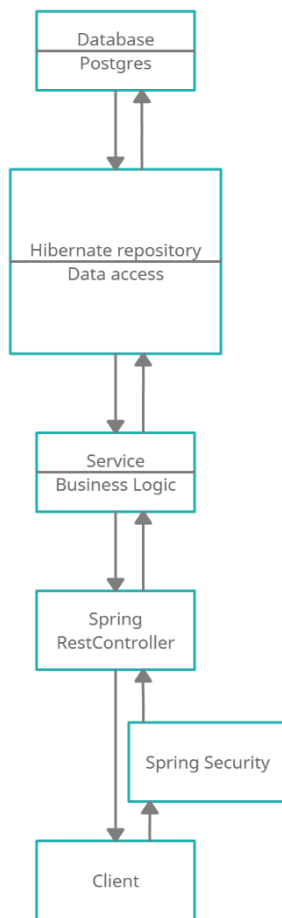 Database
Postgres
Hibernate repository
Data access
Service
Business Logic
Spring
RestController
Spring Security
Client